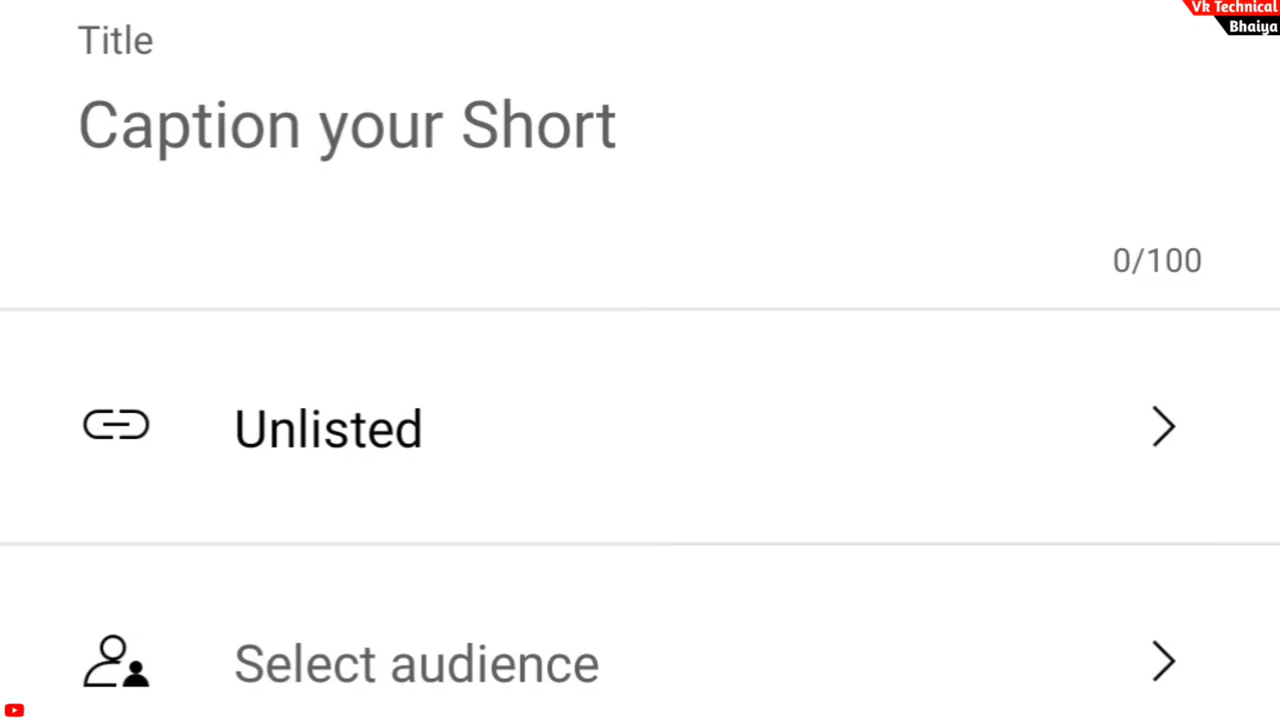 Vk Technical
Bhaiya
Title
Caption your Short
0/100
Unlisted
Select audience